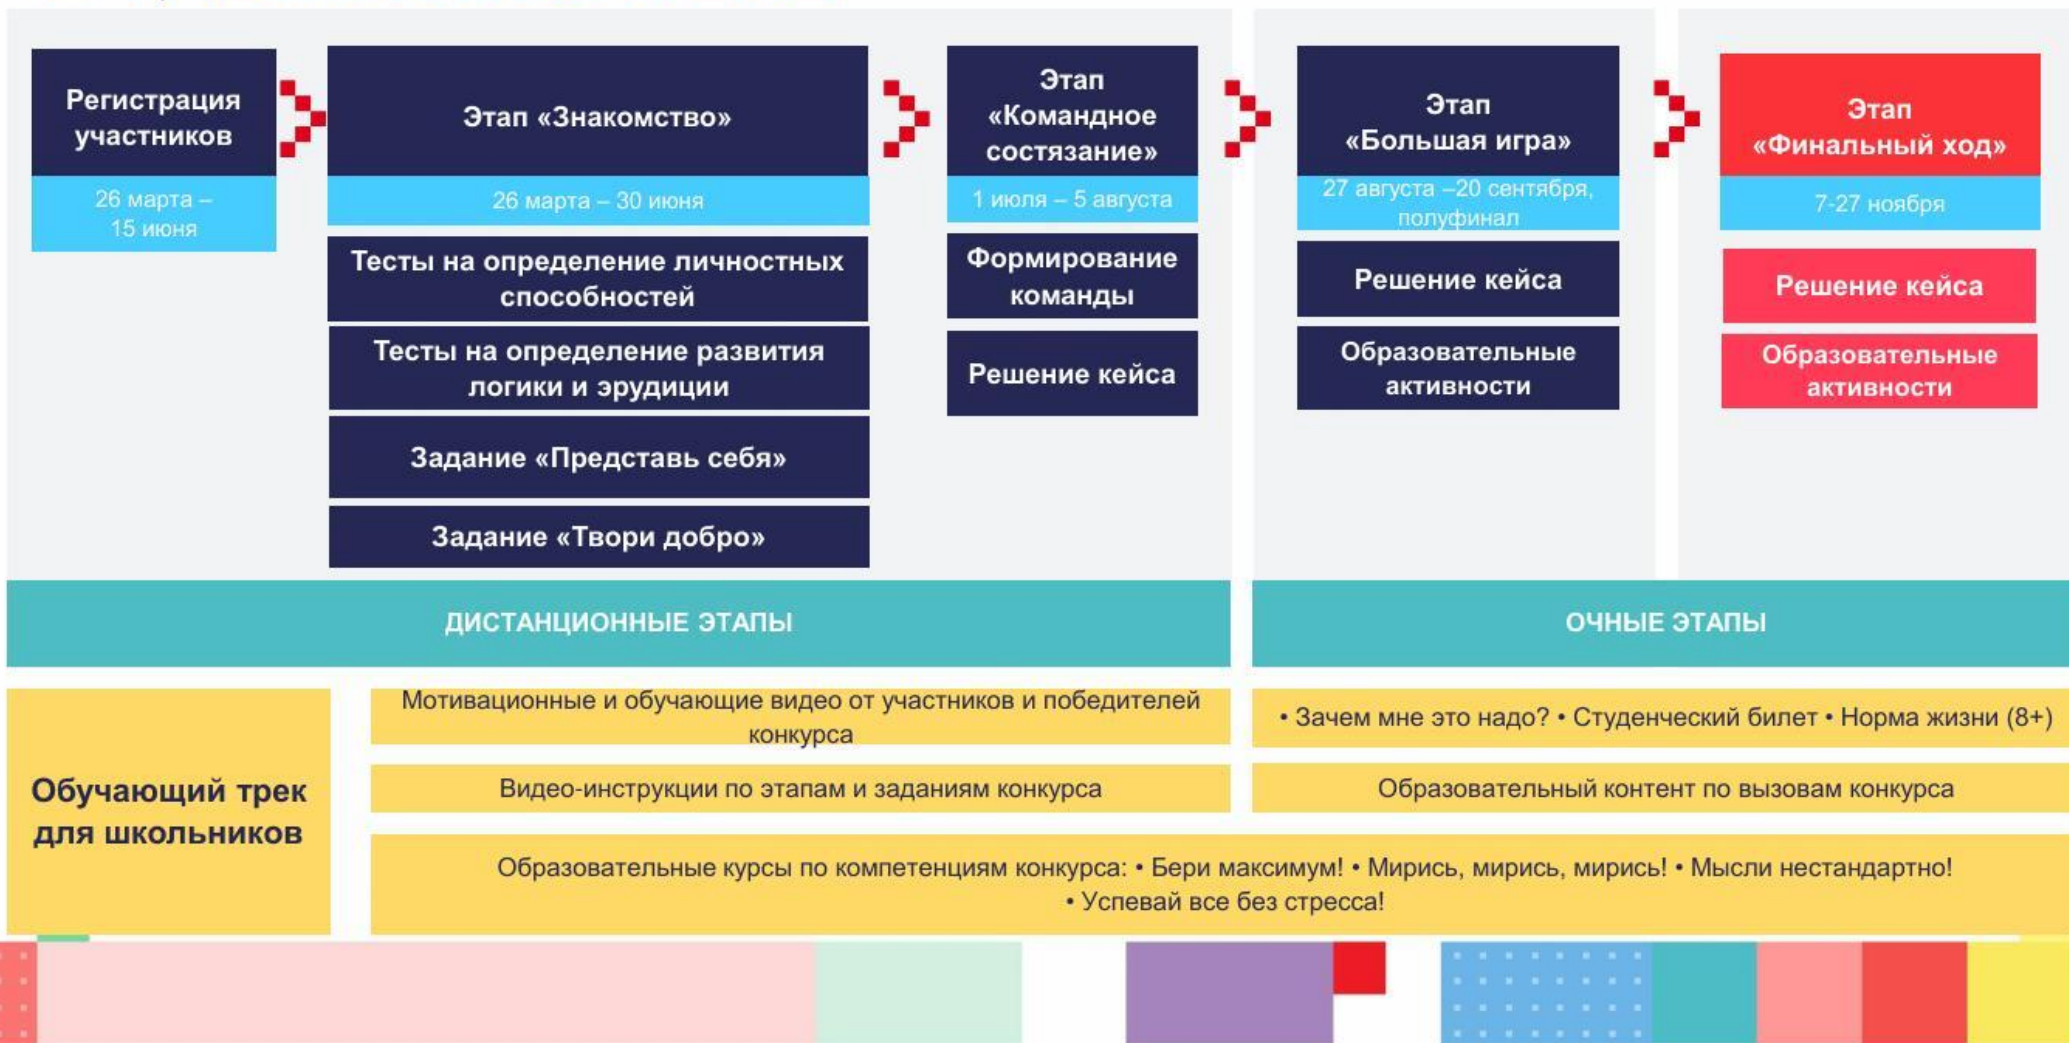 Регистрация
участников
26 марта –
15 июня
Этап «Знакомство»
26 марта – 30 июня
Тесты на определение личностных
способностей
Тесты на определение развития
логики и эрудиции
Задание «Представь себя»
Задание «Твори добро»
Этап
«Командное
состязание»
1 июля – 5 августа
Формирование
команды
Решение кейса
Этап
«Большая игра»
27 августа –20 сентября,
полуфинал
Решение кейса
Образовательные
активности
Этап
«Финальный ход»
7-27 ноября
Решение кейса
Образовательные
активности
ДИСТАНЦИОННЫЕ ЭТАПЫ
ОЧНЫЕ ЭТАПЫ
Обучающий трек
для школьников
Мотивационные и обучающие видео от участников и победителей
конкурса
• Зачем мне это надо? • Студенческий билет • Норма жизни (8+)
Видео-инструкции по этапам и заданиям конкурса
Образовательный контент по вызовам конкурса
Образовательные курсы по компетенциям конкурса: • Бери максимум! • Мирись, мирись, мирись! • Мысли нестандартно!
• Успевай все без стресса!